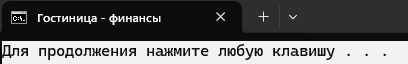 Гостиница - финансы
Для продолжения нажмите любую клавишу . . .